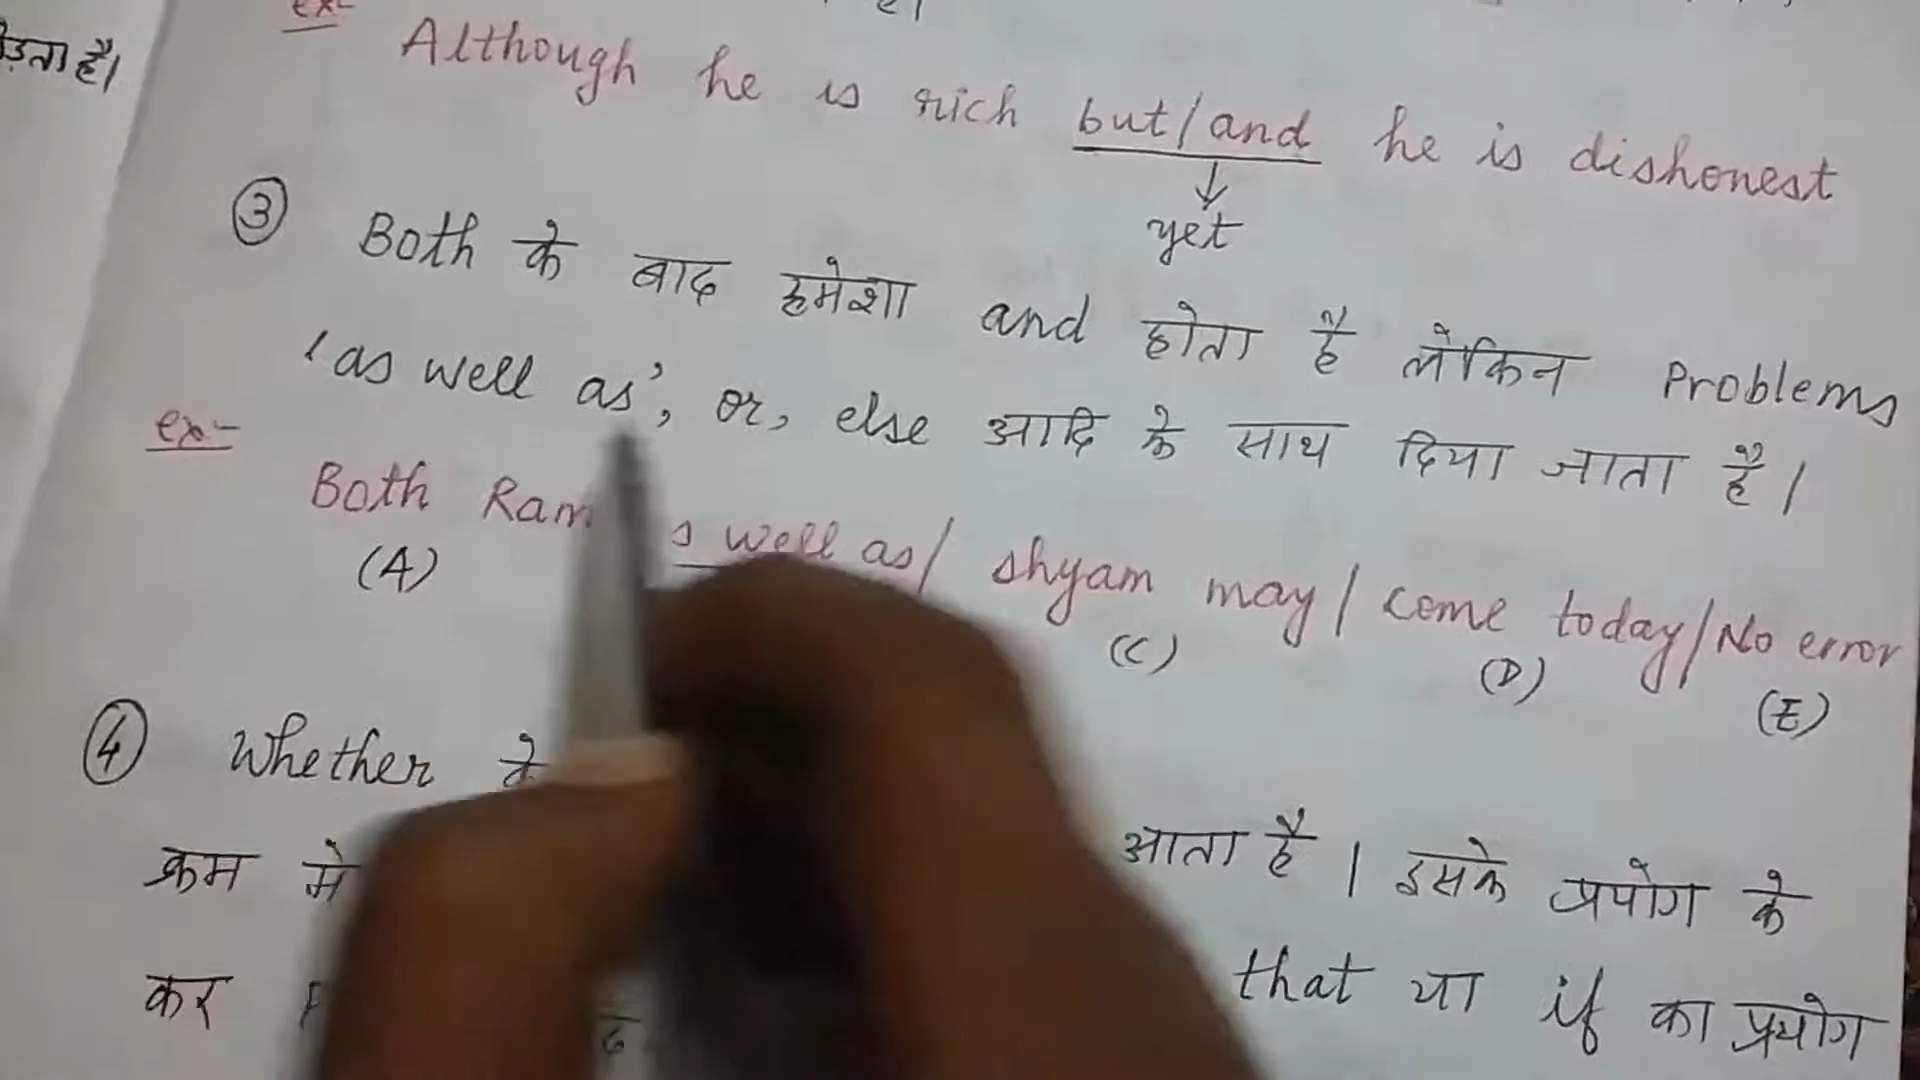 ex-
Although he is rich but/and he is dishonest
yet
③ Both के बाद हमेशा and होता है लेकिन Problems
'as well as', or, else आदि के साथ दिया जाता है।
ex-
Both Ram well as/ shyam may/ come today/No error
(A) (C) (D) (E)
④ Whether के
क्रम मे आता है । इसके प्रयोग के
कर that या if का प्रयोग